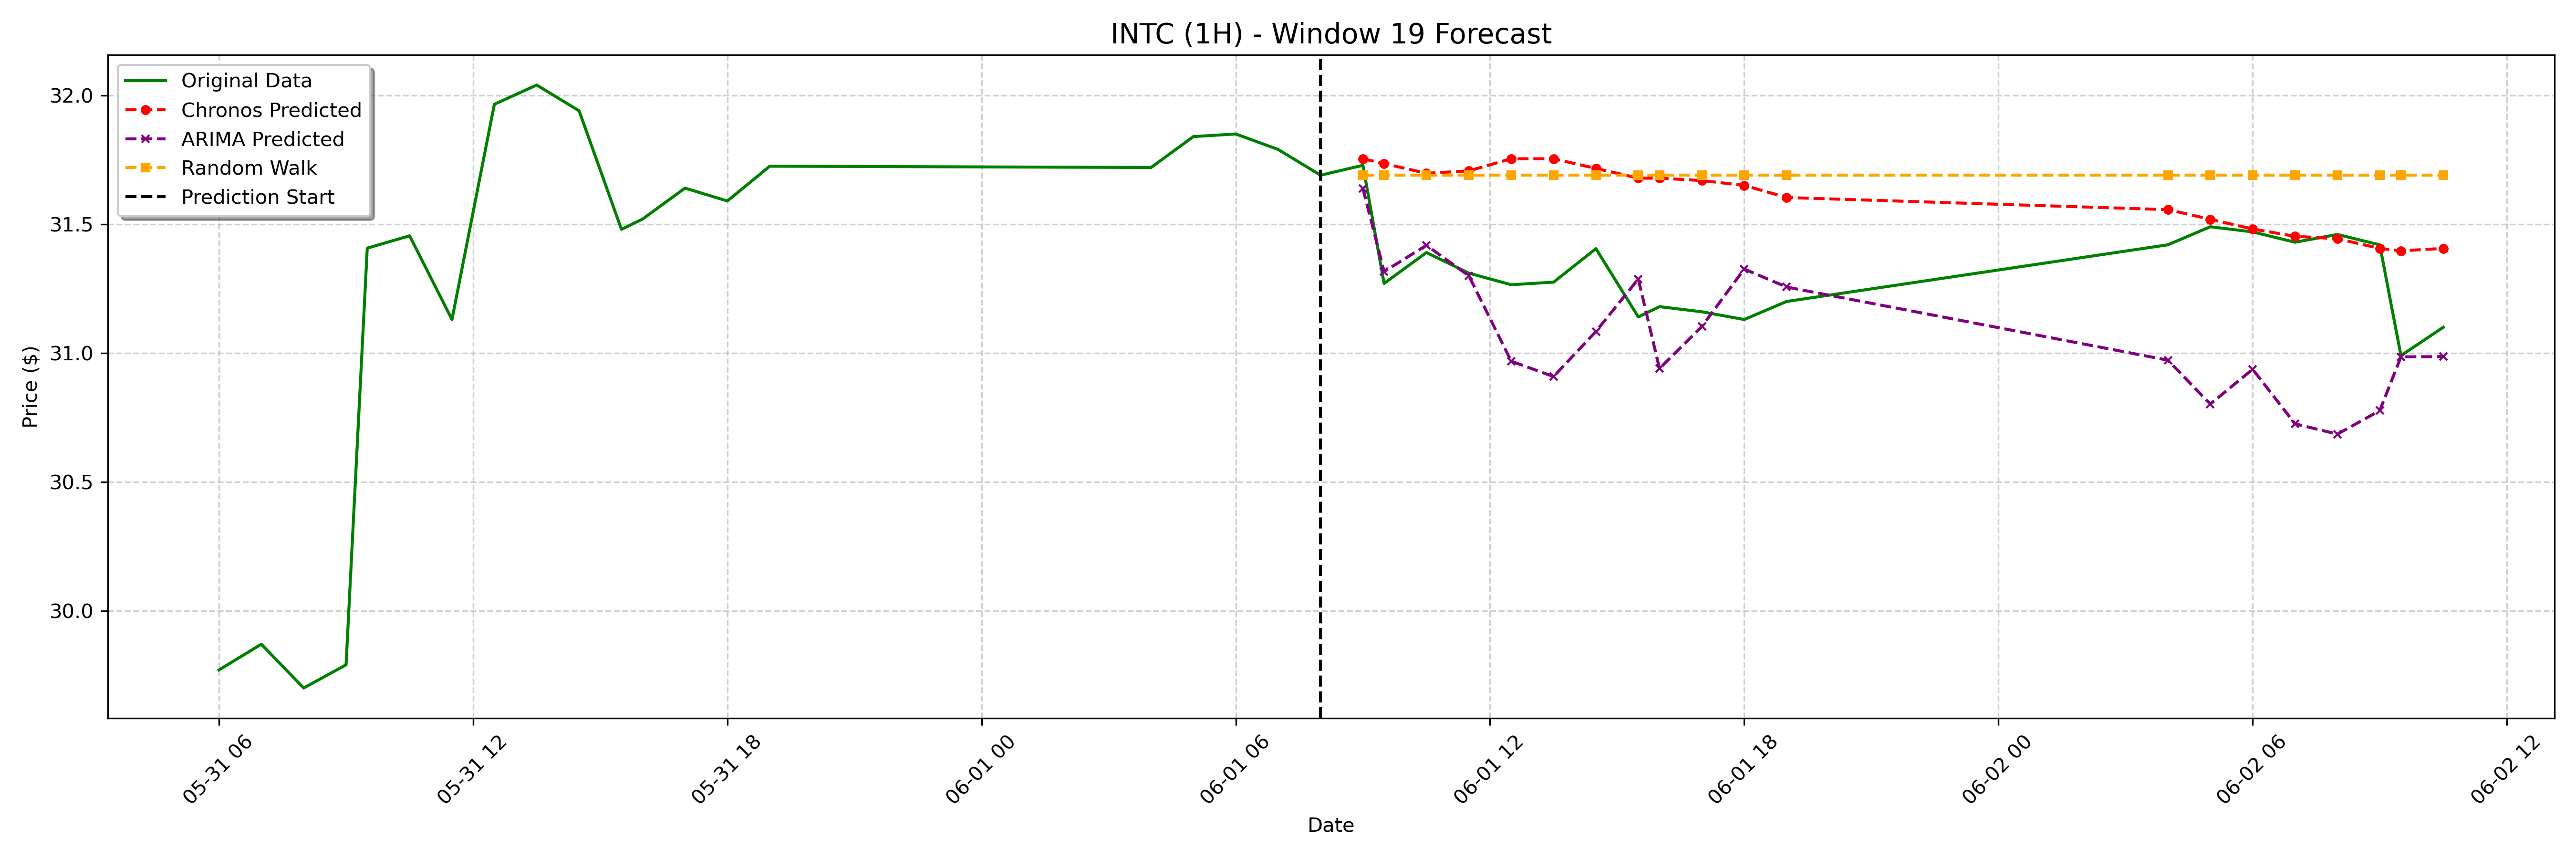 INTC (1H) - Window 19 Forecast
Original Data
Chronos Predicted
ARIMA Predicted
Random Walk
Prediction Start
Price ($)
32.0
31.5
31.0
30.5
30.0
05-31 06
05-31 12
05-31 18
06-01 00
06-01 06
06-01 12
06-01 18
06-02 00
06-02 06
06-02 12
Date